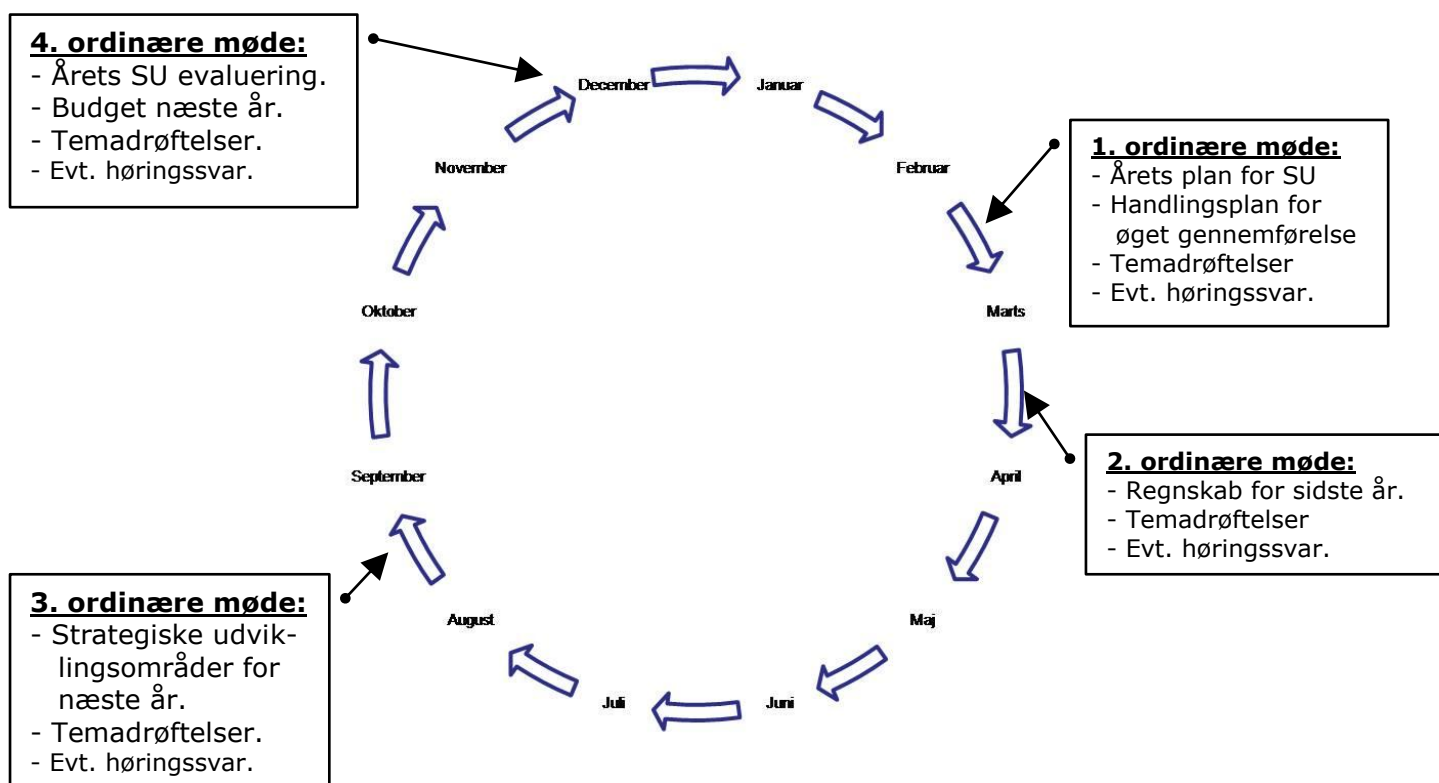 4. ordinære møde:
- Årets SU evaluering.
- Budget næste år.
- Temadrøftelser.
- Evt. høringssvar.
December
Januar
Februar
Marts
April
Maj
Juni
Juli
August
September
Oktober
November
1. ordinære møde:
- Årets plan for SU
- Handlingsplan for
øget gennemførelse
- Temadrøftelser
- Evt. høringssvar.
2. ordinære møde:
- Regnskab for sidste år.
- Temadrøftelser
- Evt. høringssvar.
3. ordinære møde:
- Strategiske udvik-
lingsområder for
næste år.
- Temadrøftelser.
- Evt. høringssvar.